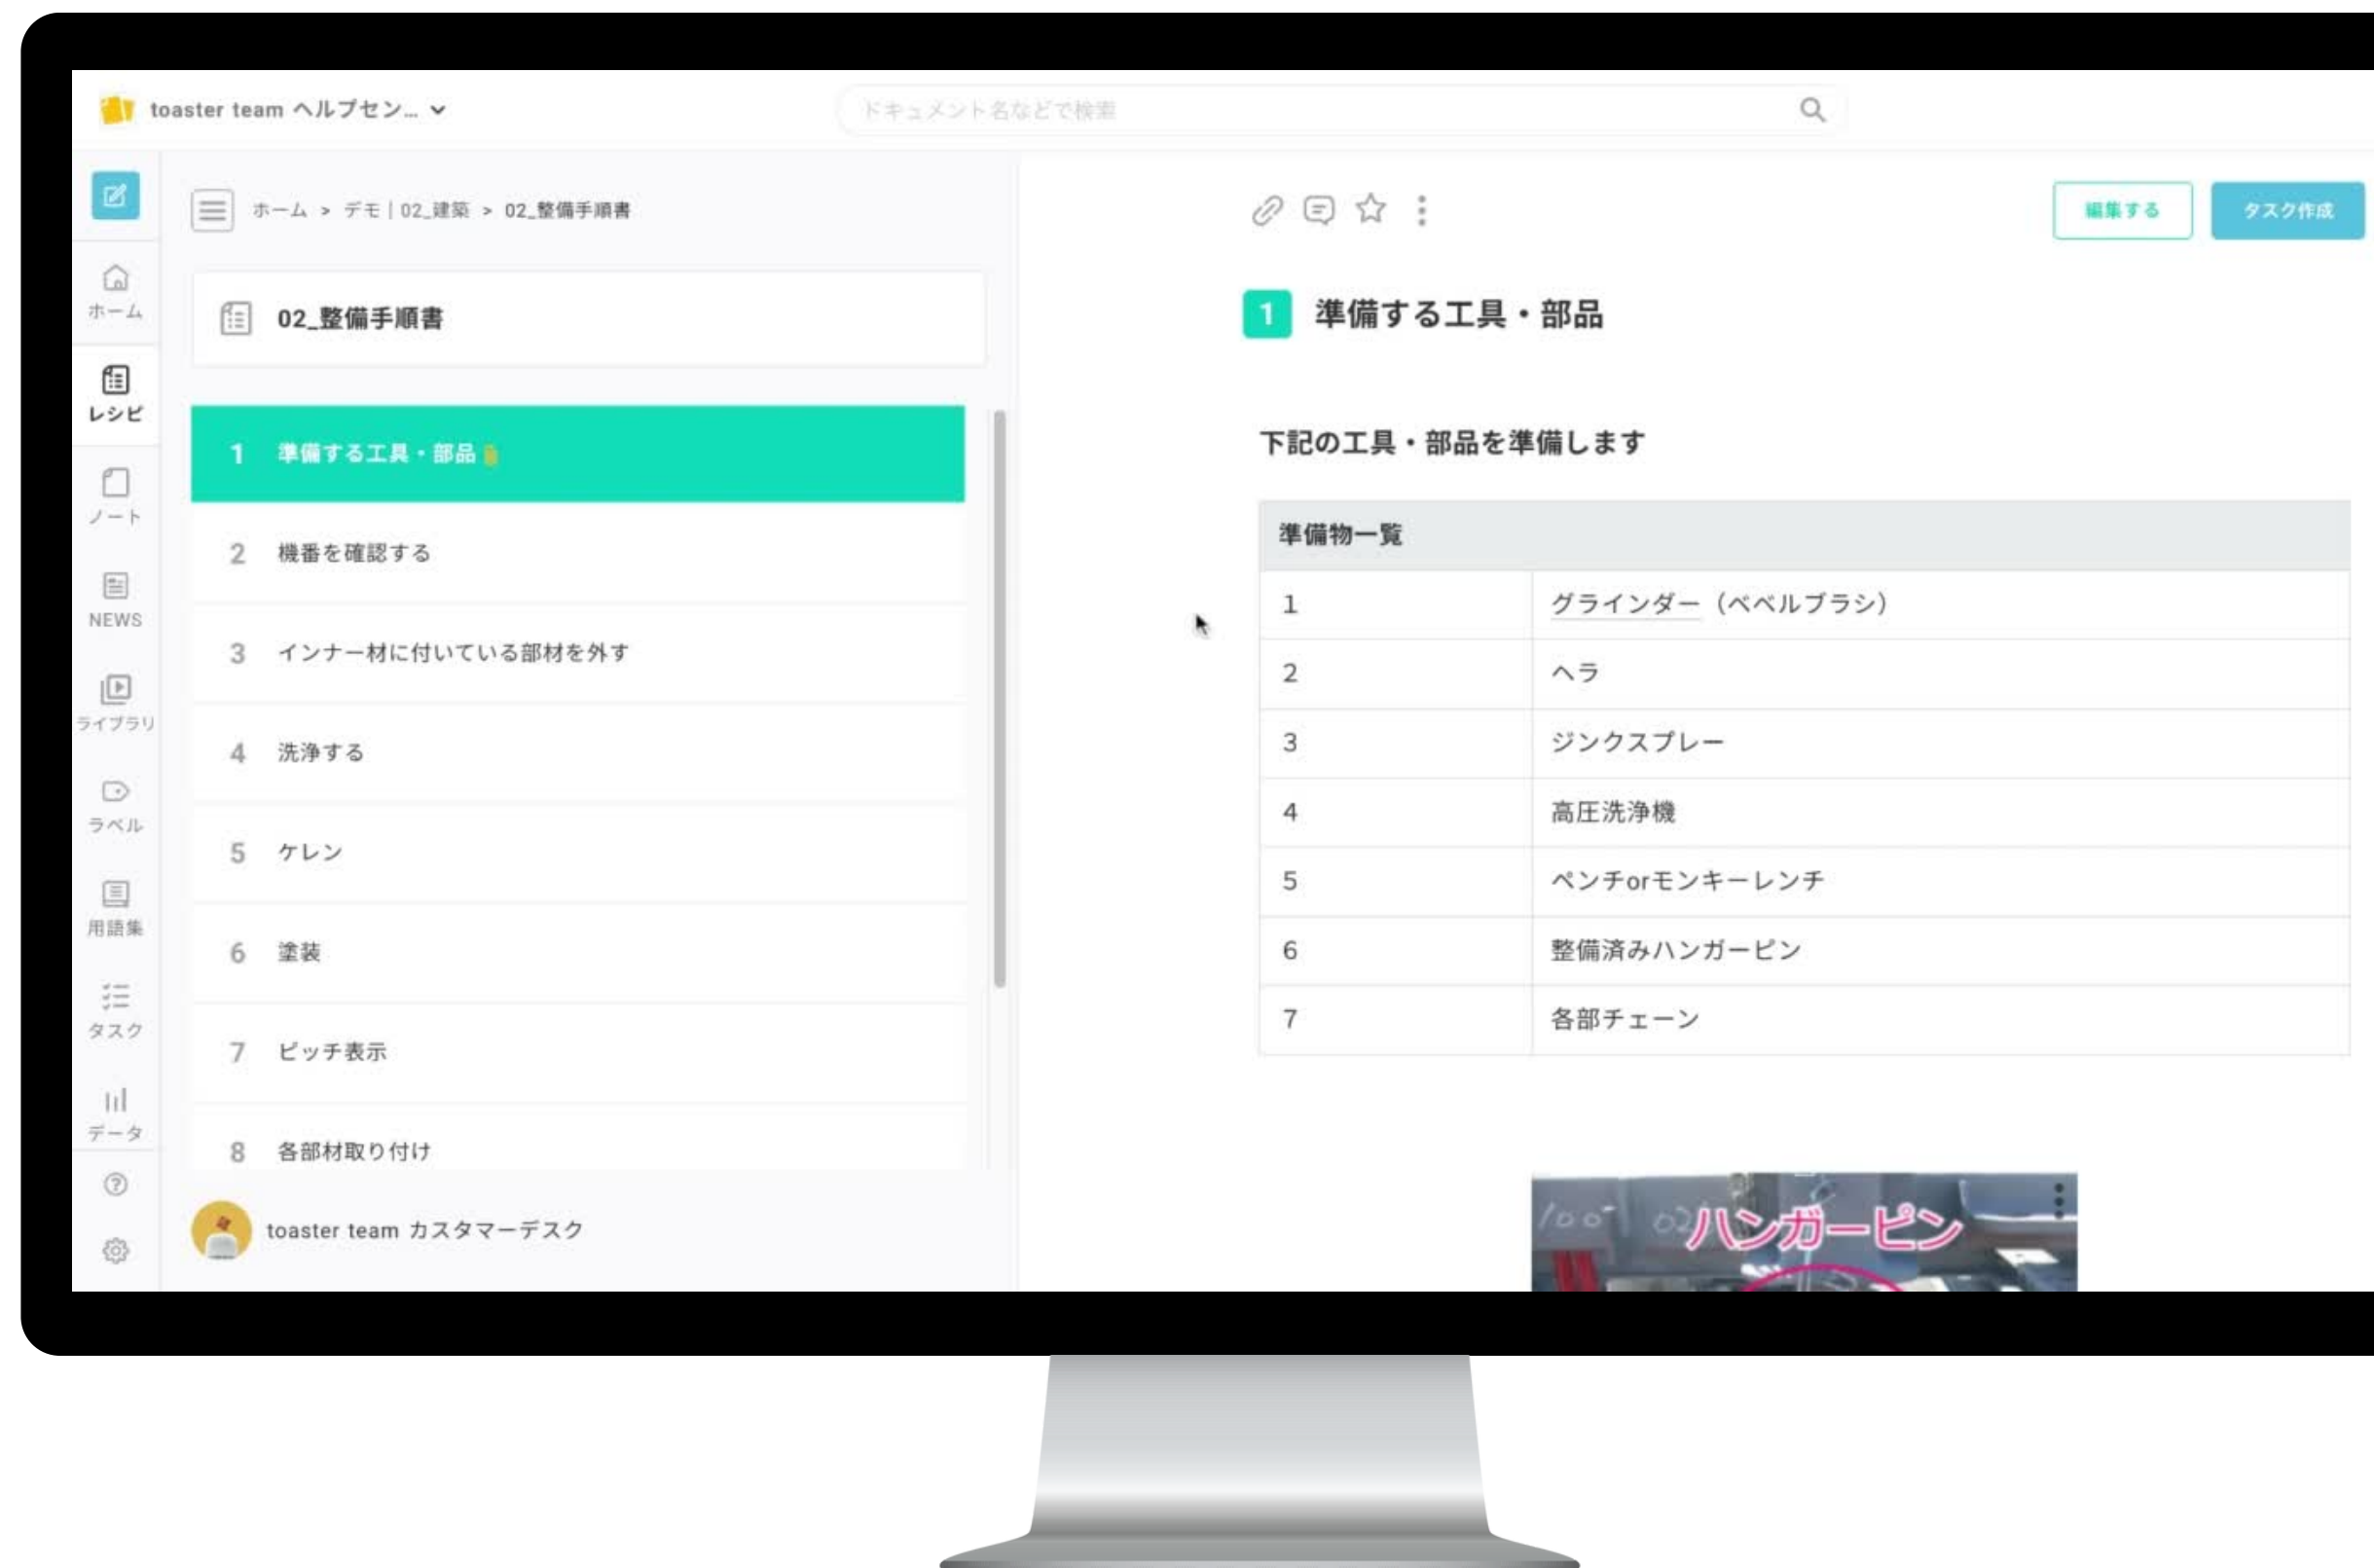 toaster team ヘルプセン...
ドキュメント名などで検索
ホーム
レシピ
ノート
NEWS
ライブラリ
ラベル
用語集
タスク
データ
ホーム > デモ | 02_建築 > 02_整備手順書
02_整備手順書
1 準備する工具・部品
2 機番を確認する
3 インナー材に付いている部材を外す
4 洗浄する
5 ケレン
6 塗装
7 ピッチ表示
8 各部材取り付け
toaster team カスタマーデスク
編集する
タスク作成
1 準備する工具・部品
下記の工具・部品を準備します
準備物一覧
1 グラインダー（ベベルブラシ）
2 ヘラ
3 ジンクスプレー
4 高圧洗浄機
5 ペンチorモンキーレンチ
6 整備済みハンガーピン
7 各部チェーン
ハンガーピン